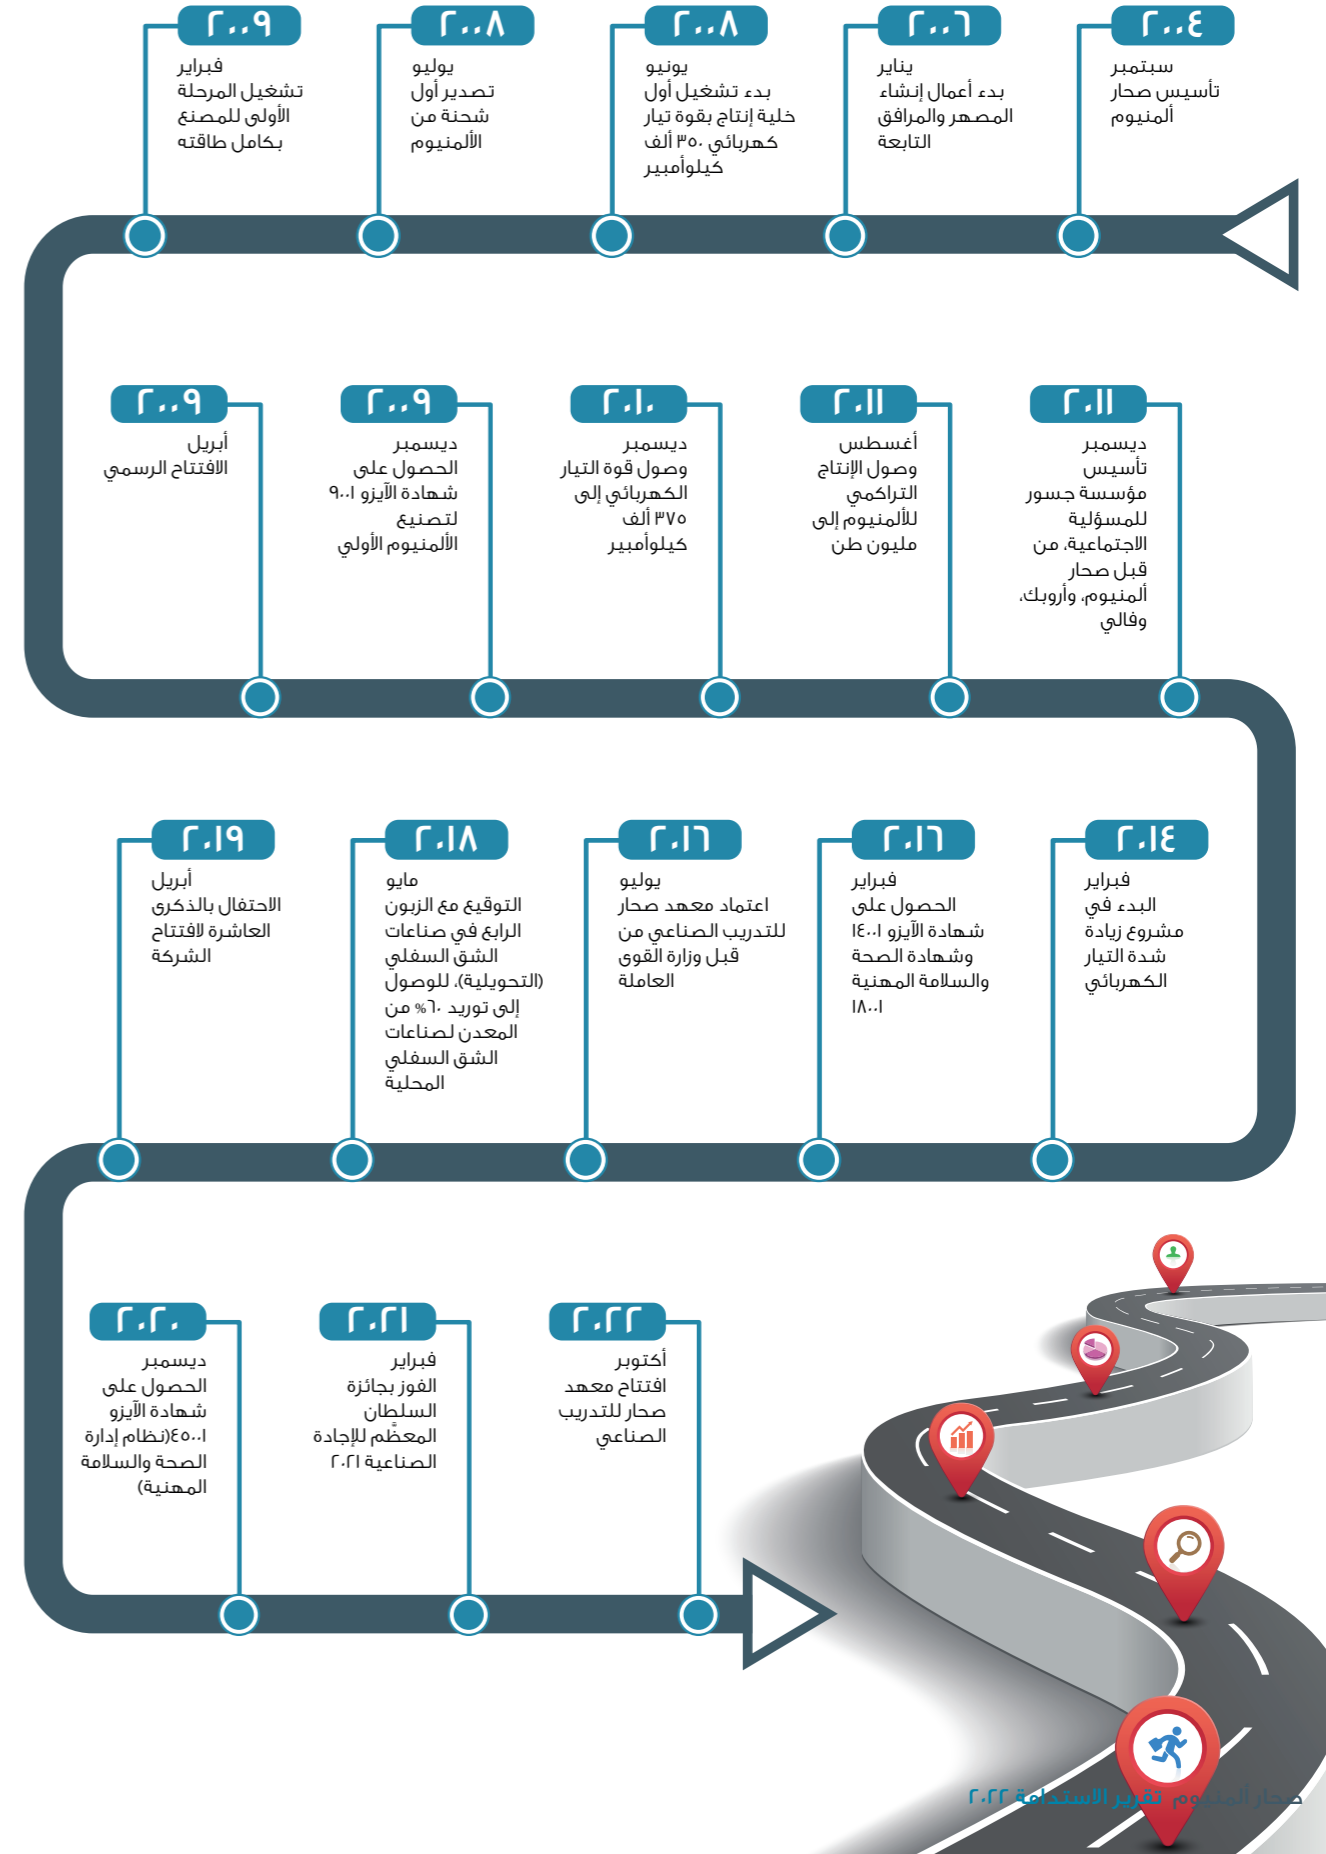 ٢٠٠٤
سبتمبر
تأسيس صحار
ألمنيوم
٢٠٠٦
يناير
بدء أعمال إنشاء
المصهر والمرافق
التابعة
٢٠٠٨
يونيو
بدء تشغيل أول
خلية إنتاج بقوة تيار
كهربائي ٣٥٠ ألف
كيلوأمبير
٢٠٠٨
يوليو
تصدير أول
شحنة من
الألمنيوم
٢٠٠٩
فبراير
تشغيل المرحلة
الأولى للمصنع
بكامل طاقته
٢٠٠٩
أبريل
الافتتاح الرسمي
٢٠٠٩
ديسمبر
الحصول على
شهادة الآيزو ٩٠٠١
لتصنيع
الألمنيوم الأولي
٢٠١٠
ديسمبر
وصول قوة التيار
الكهربائي إلى
٣٧٥ ألف
كيلوأمبير
٢٠١١
أغسطس
وصول الإنتاج
التراكمي
للألمنيوم إلى
مليون طن
٢٠١١
ديسمبر
تأسيس
مؤسسة جسور
للمسؤلية
الاجتماعية، من
قبل صحار
ألمنيوم، وأروبك،
وفالي
٢٠١٤
فبراير
البدء في
مشروع زيادة
شدة التيار
الكهربائي
٢٠١٦
فبراير
الحصول على
شهادة الآيزو ١٤٠٠١
وشهادة الصحة
والسلامة المهنية
١٨٠٠١
٢٠١٦
يوليو
اعتماد معهد صحار
للتدريب الصناعي من
قبل وزارة القوى
العاملة
٢٠١٨
مايو
التوقيع مع الزبون
الرابع في صناعات
الشق السفلي
(التحويلية)، للوصول
إلى توريد ٦٠% من
المعدن لصناعات
الشق السفلي
المحلية
٢٠١٩
أبريل
الاحتفال بالذكرى
العاشرة لافتتاح
الشركة
٢٠٢٠
ديسمبر
الحصول على
شهادة الآيزو
٤٥٠٠١(نظام إدارة
الصحة والسلامة
المهنية)
٢٠٢١
فبراير
الفوز بجائزة
السلطان
المعظَّم للإجادة
الصناعية ٢٠٢١
٢٠٢٢
أكتوبر
افتتاح معهد
صحار للتدريب
الصناعي
صحار ألمنيوم تقرير الاستدامة ٢٠٢٢